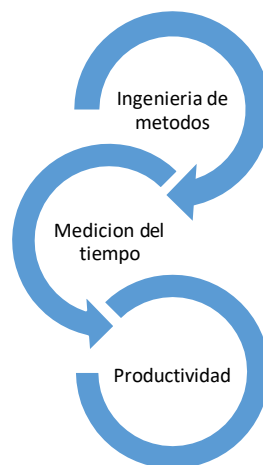 Ingenieria de
metodos
Medicion del
tiempo
Productividad